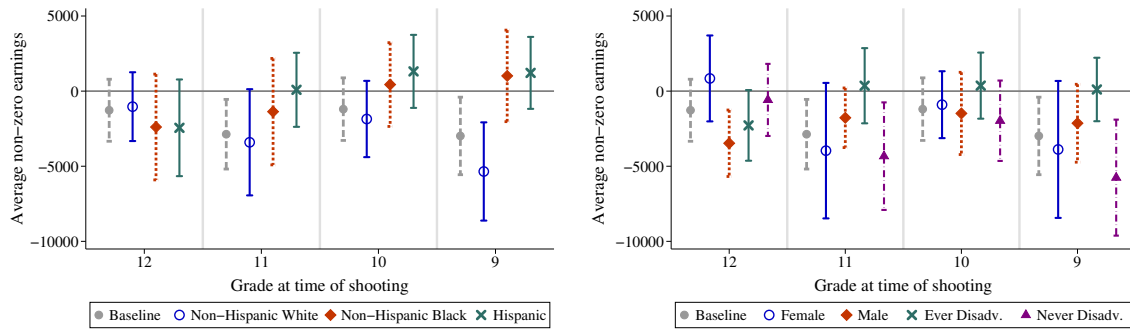 Average non-zero earnings
5000
0
-5000
-10000
12 11 10 9
Grade at time of shooting
Baseline Non-Hispanic White Non-Hispanic Black Hispanic
Average non-zero earnings
5000
0
-5000
-10000
12 11 10 9
Grade at time of shooting
Baseline Female Male Ever Disadv. Never Disadv.